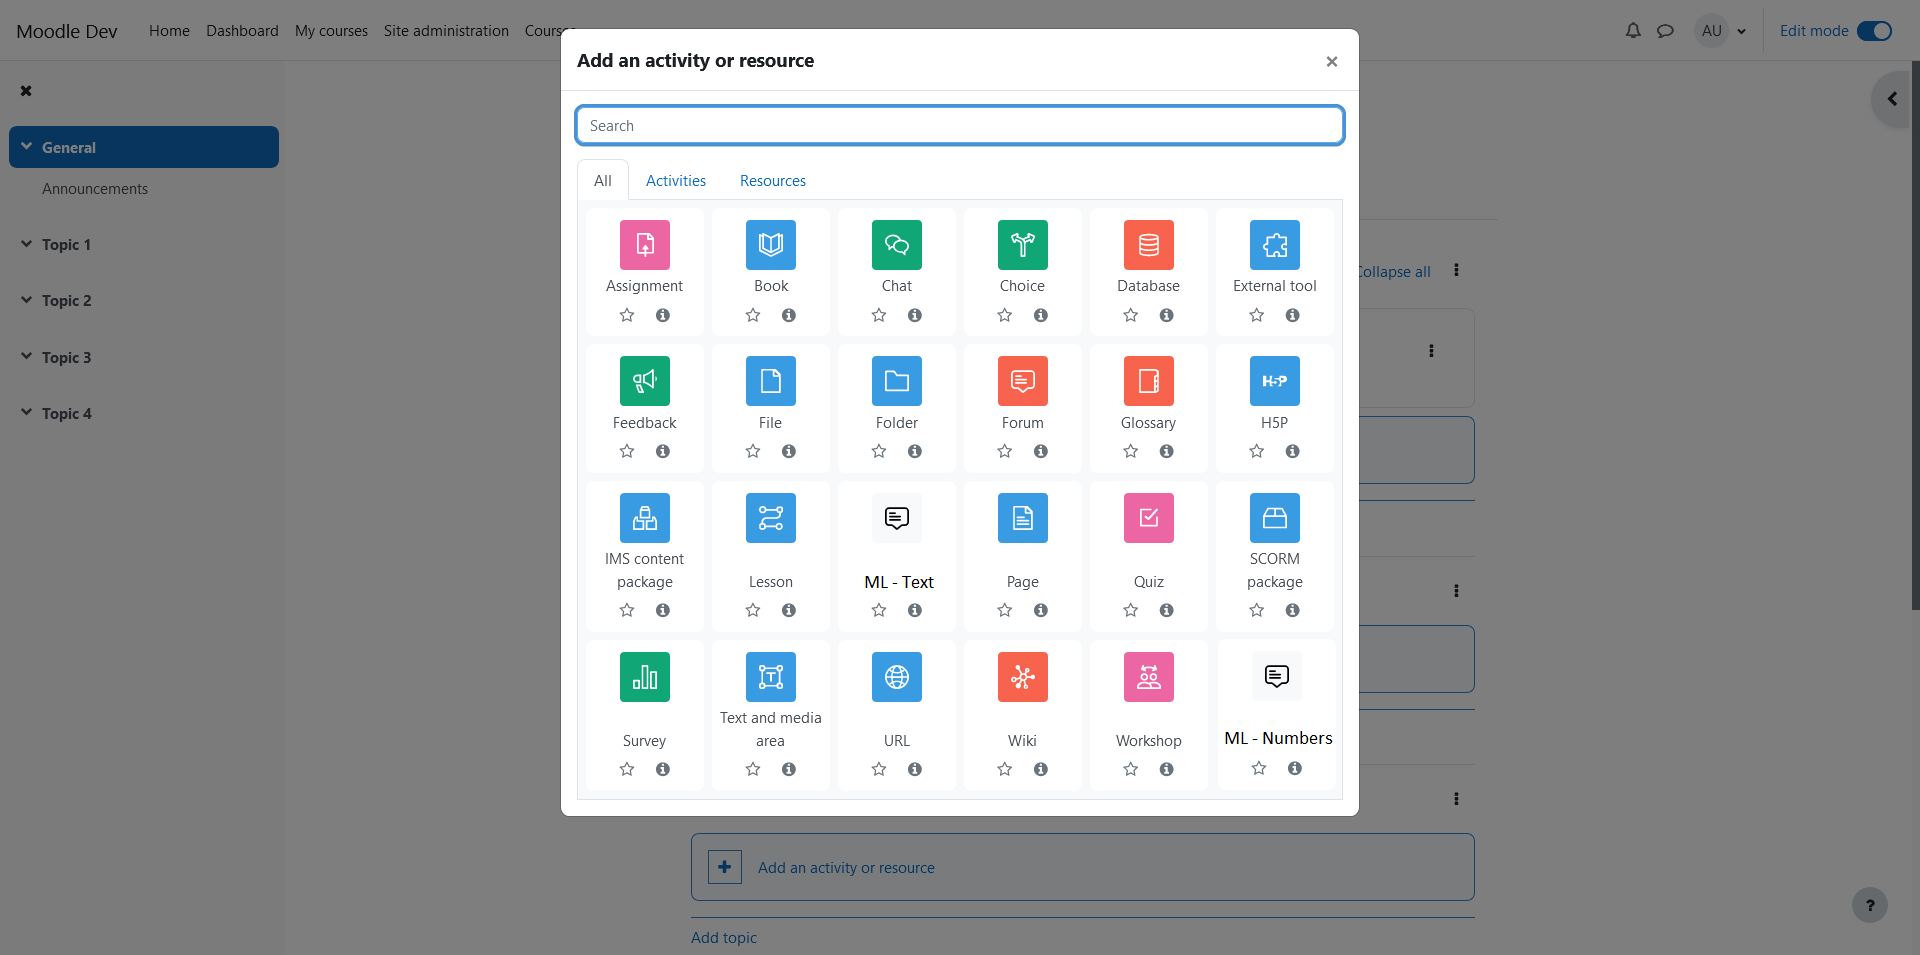 Moodle Dev
Home
Dashboard
My courses
Site administration
AU
Edit mode
General
Announcements
Topic 1
Topic 2
Topic 3
Topic 4
Add an activity or resource
Search
All
Activities
Resources
Assignment
Book
Chat
Choice
Database
External tool
Feedback
File
Folder
Forum
Glossary
H5P
H5P
IMS content
package
Lesson
ML - Text
Page
Quiz
SCORM
package
Survey
Text and media
area
URL
Wiki
Workshop
ML - Numbers
all
Add an activity or resource
Add topic
?